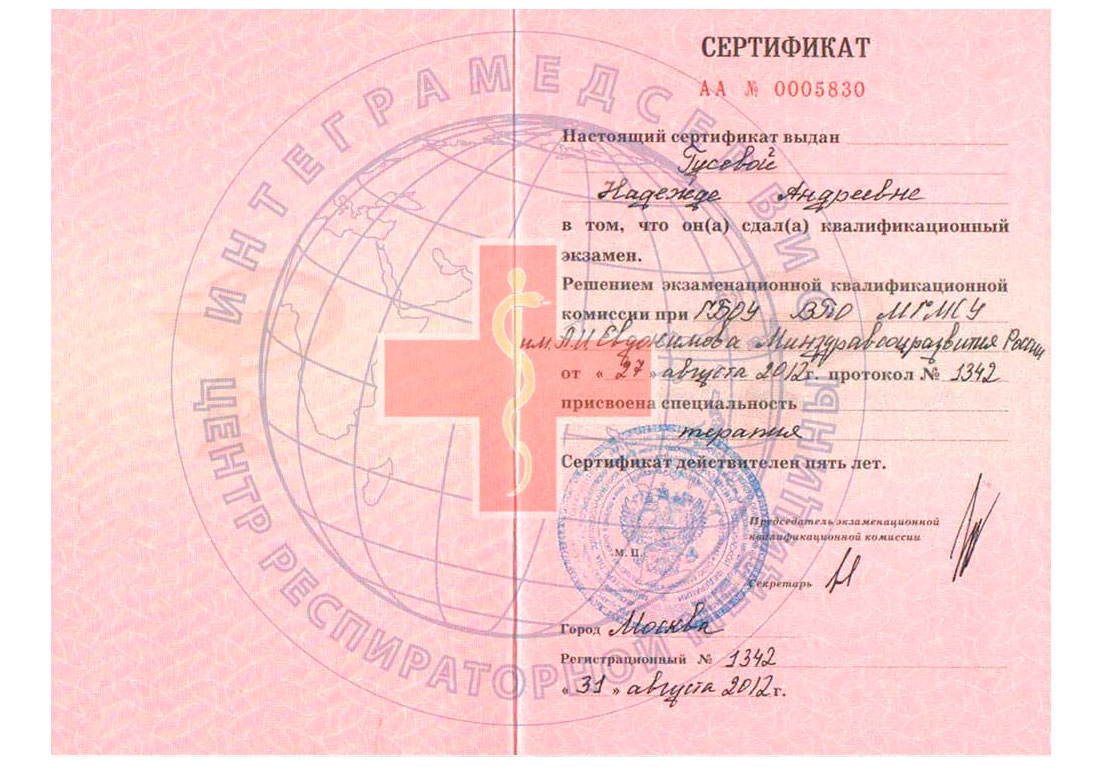 СЕРТИФИКАТ
АА № 0005830
Настоящий сертификат выдан
Гусевой
Надежде Андреевне
в том, что он(а) сдал(а) квалификационный
экзамен.
Решением экзаменационной квалификационной
комиссии при ГБОУ ВПО МГМСУ
им. А И Евдокимова Минздравсоцразвития России
от « 27 » августа 2012г. протокол № 1342
присвоена специальность
терапия
Сертификат действителен пять лет.
Председатель экзаменационной
квалификационной комиссии
М. П.
Секретарь
Город Москва
Регистрационный № 1342
« 31 » августа 2012г.
ИНТЕГРАМЕДСЕРВИС
ЦЕНТР РЕСПИРАТОРНОЙ МЕДИЦИНЫ